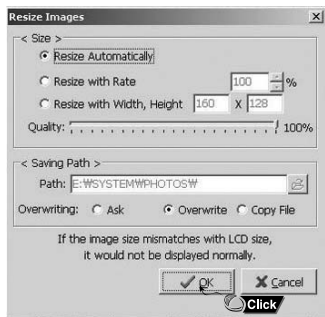 Resize Images
< Size >
Resize Automatically
Resize with Rate 100 %
Resize with Width, Height 160 X 128
Quality: 100%
< Saving Path >
Path: E:₩SYSTEM₩PHOTOS₩
Overwriting: Ask Overwrite Copy File
If the image size mismatches with LCD size,
it would not be displayed normally.
OK Cancel
Click